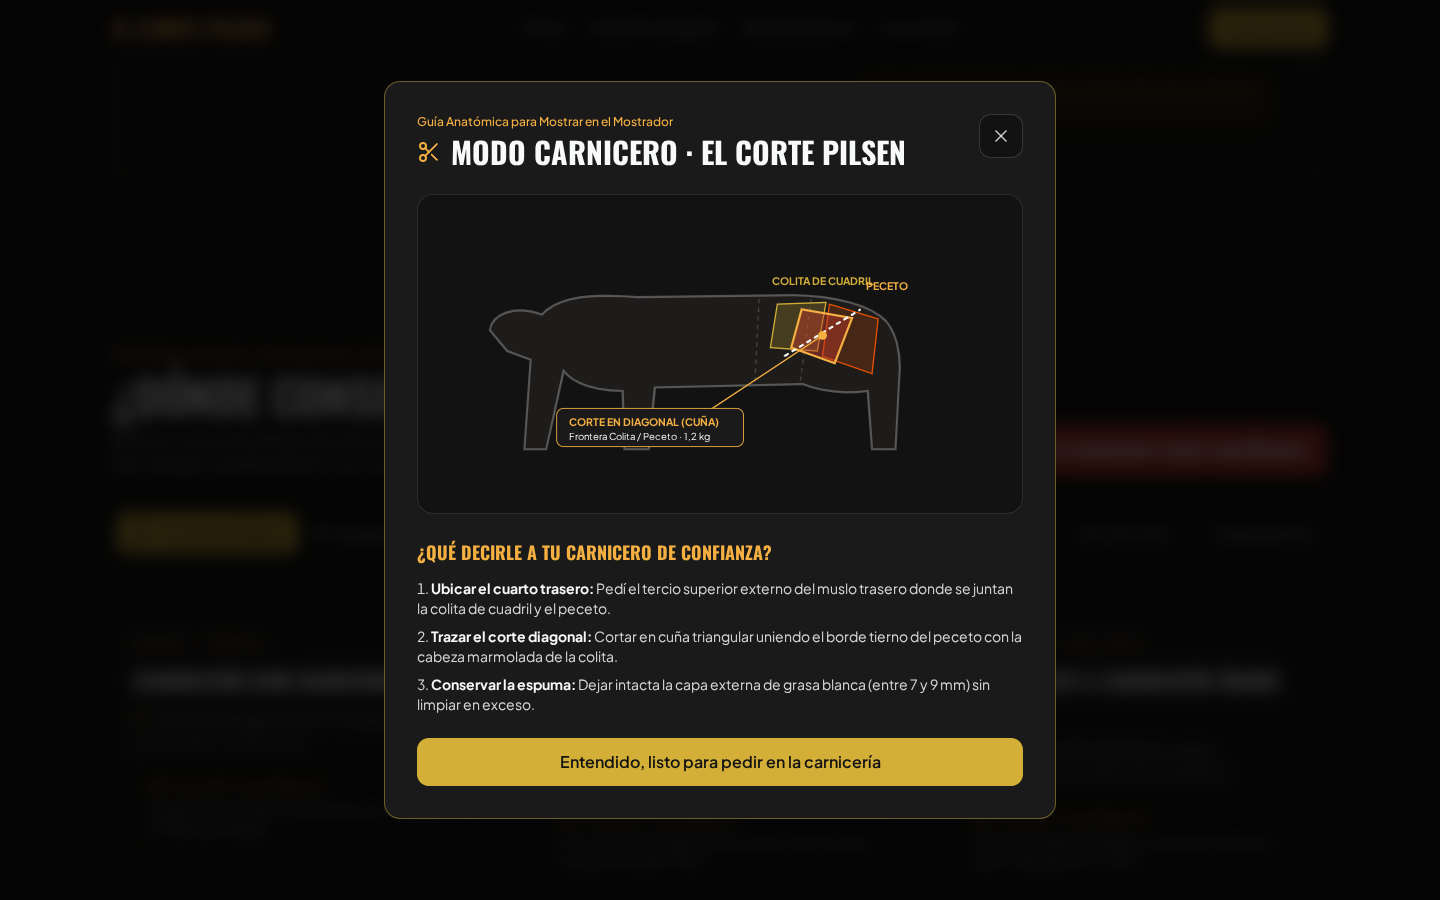 Guía Anatómica para Mostrar en el Mostrador
MODO CARNICERO · EL CORTE PILSEN
COLITA DE CUADRIL
PECETO
CORTE EN DIAGONAL (CUÑA)
Frontera Colita / Peceto · 1,2 kg
¿QUÉ DECIRLE A TU CARNICERO DE CONFIANZA?
1. Ubicar el cuarto trasero: Pedí el tercio superior externo del muslo trasero donde se juntan
la colita de cuadril y el peceto.
2. Trazar el corte diagonal: Cortar en cuña triangular uniendo el borde tierno del peceto con la
cabeza marmolada de la colita.
3. Conservar la espuma: Dejar intacta la capa externa de grasa blanca (entre 7 y 9 mm) sin
limpiar en exceso.
Entendido, listo para pedir en la carnicería